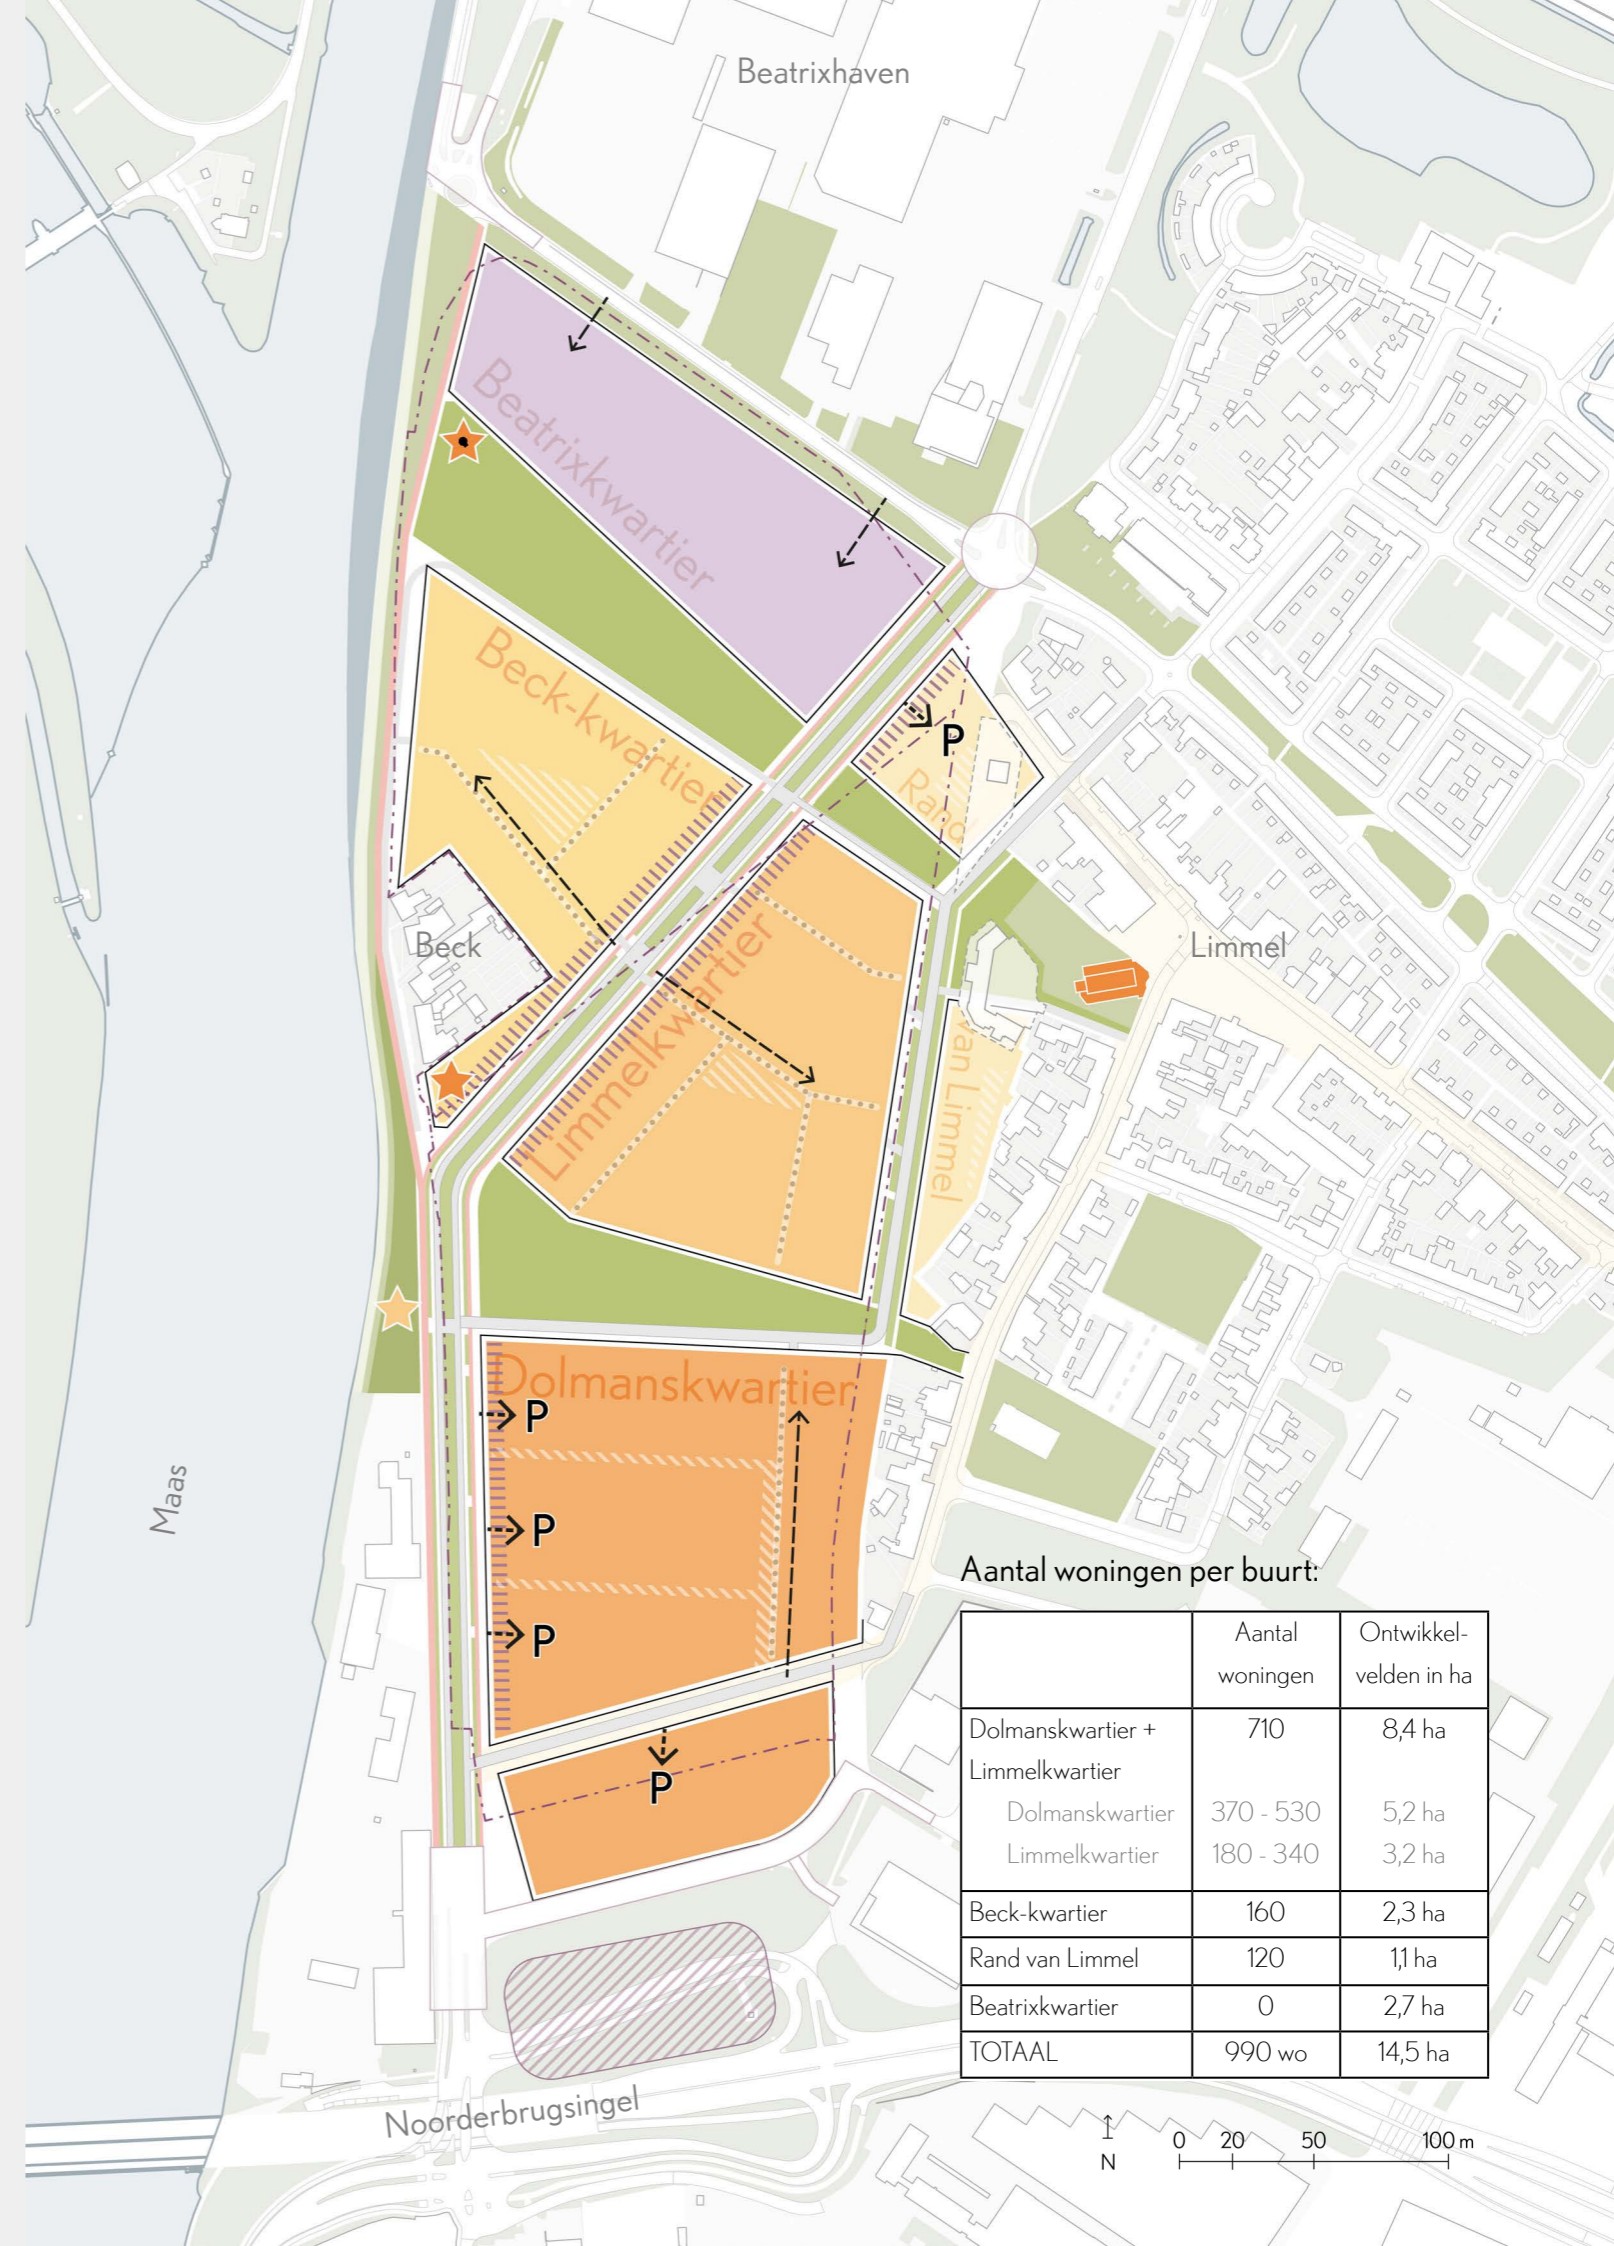 Beatrixhaven
Beatrixkwartier
Beck-kwartier
P
Rand
Beck
Limmelkwartier
Limmel
van Limmel
Dolmanskwartier
P
P
P
P
Maas
Noorderbrugsingel
Aantal woningen per buurt:
Aantal woningen
Ontwikkel-
velden in ha
Dolmanskwartier + 710 8,4 ha
Limmelkwartier
Dolmanskwartier 370 - 530 5,2 ha
Limmelkwartier 180 - 340 3,2 ha
Beck-kwartier 160 2,3 ha
Rand van Limmel 120 1,1 ha
Beatrixkwartier 0 2,7 ha
TOTAAL 990 wo 14,5 ha
N
0 20 50 100 m